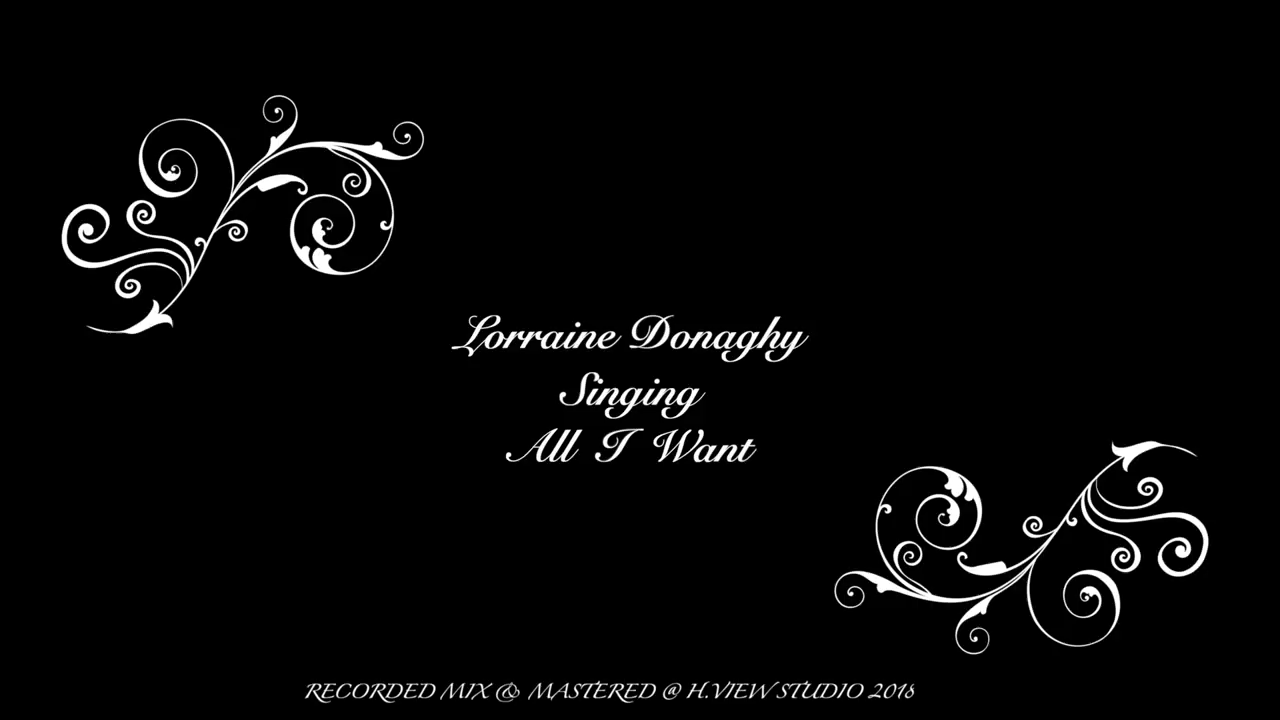 Lorraine Donaghy
Singing
All I Want
RECORDED MIX & MASTERED @ H.VIEW STUDIO 2018